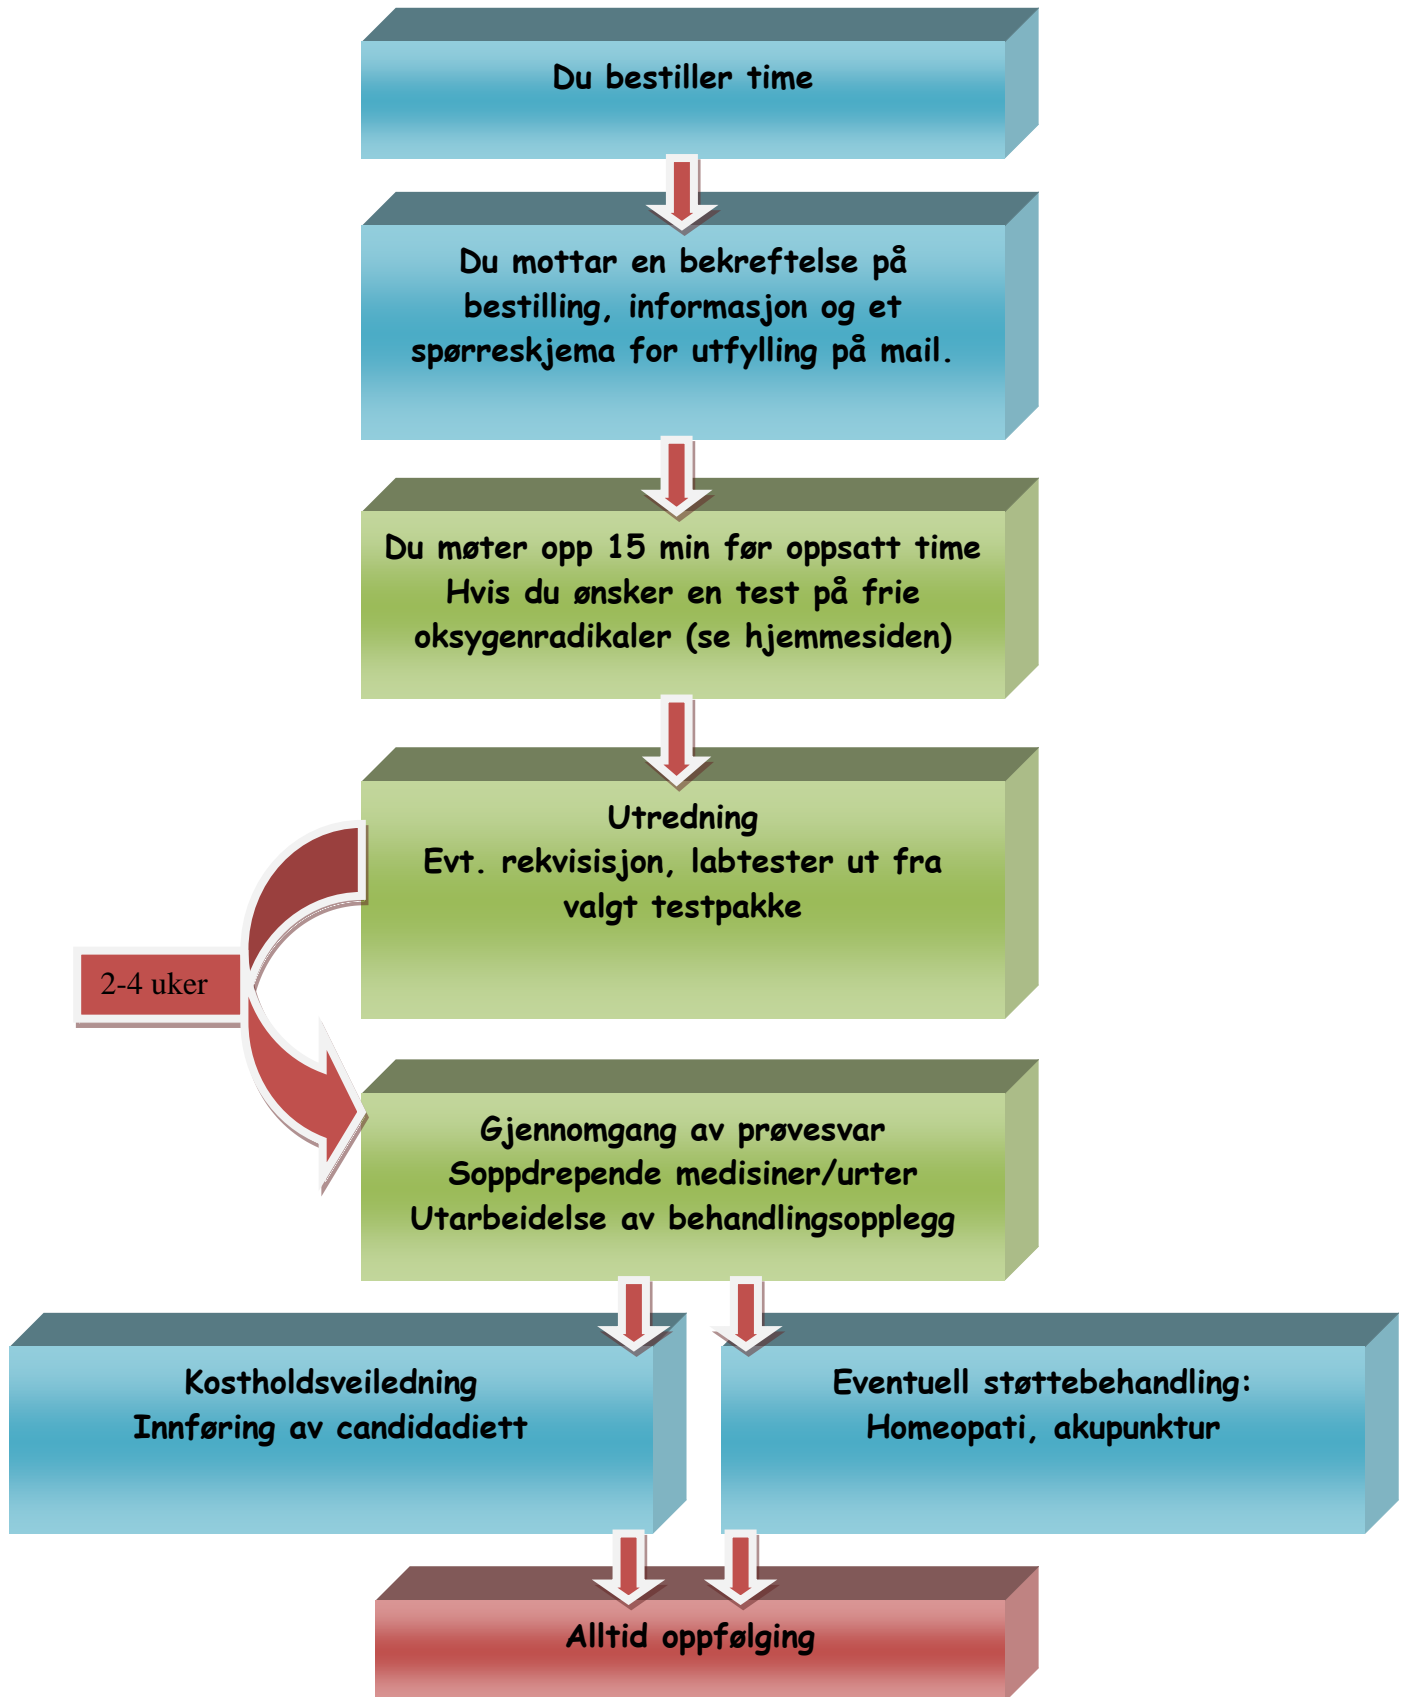 Du bestiller time
Du mottar en bekreftelse på
bestilling, informasjon og et
spørreskjema for utfylling på mail.
Du møter opp 15 min før oppsatt time
Hvis du ønsker en test på frie
oksygenradikaler (se hjemmesiden)
Utredning
Evt. rekvisisjon, labtester ut fra
valgt testpakke
2-4 uker
Gjennomgang av prøvesvar
Soppdrepende medisiner/urter
Utarbeidelse av behandlingsopplegg
Kostholdsveiledning
Innføring av candidadiett
Eventuell støttebehandling:
Homeopati, akupunktur
Alltid oppfølging